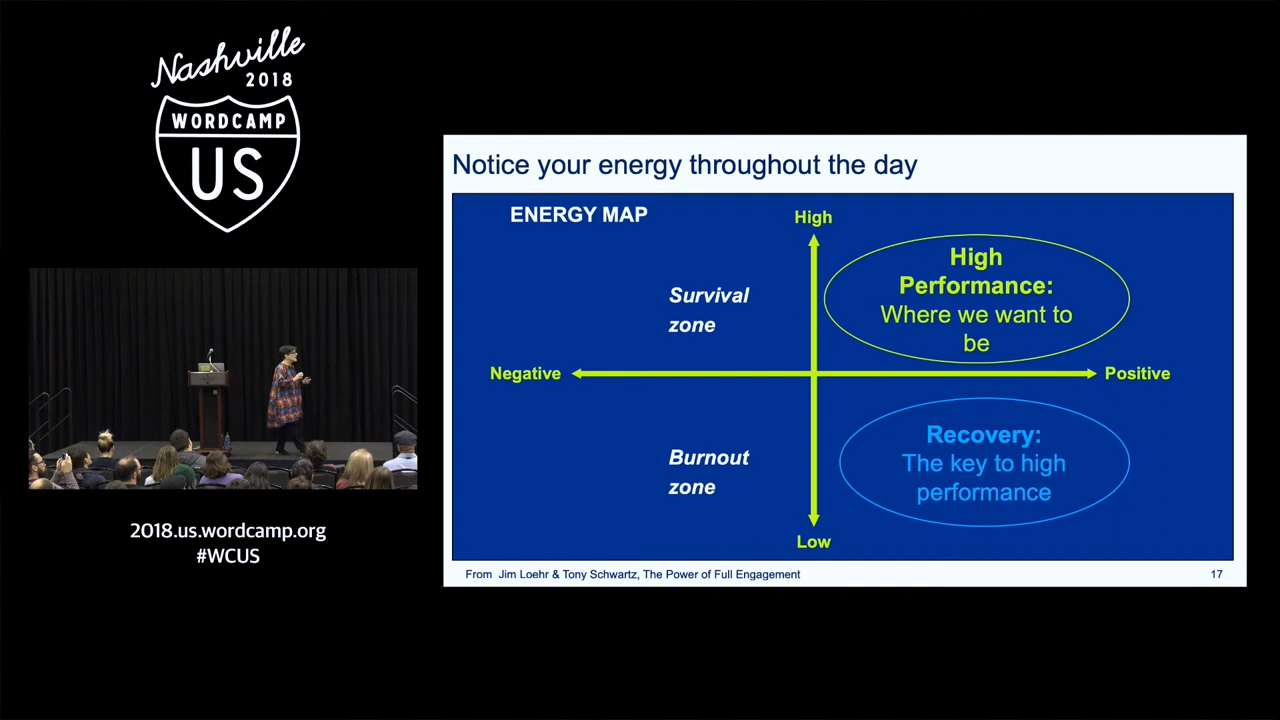 Nashville
2018
WORDCAMP
US
2018.us.wordcamp.org
#WCUS
Notice your energy throughout the day
ENERGY MAP
High
Survival
zone
High
Performance:
Where we want to
be
Negative
Positive
Burnout
zone
Recovery:
The key to high
performance
Low
From Jim Loehr & Tony Schwartz, The Power of Full Engagement
17